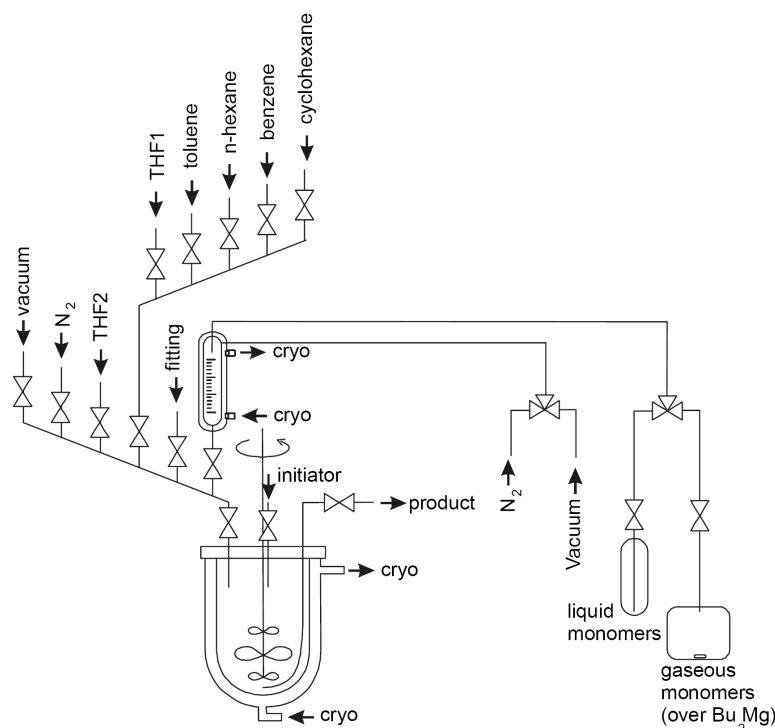 cyclohexane
benzene
n-hexane
toluene
THF1
vacuum
N2
THF2
fitting
cryo
cryo
initiator
product
N2
Vacuum
cryo
liquid
monomers
gaseous
monomers
(over Bu2Mg)
cryo